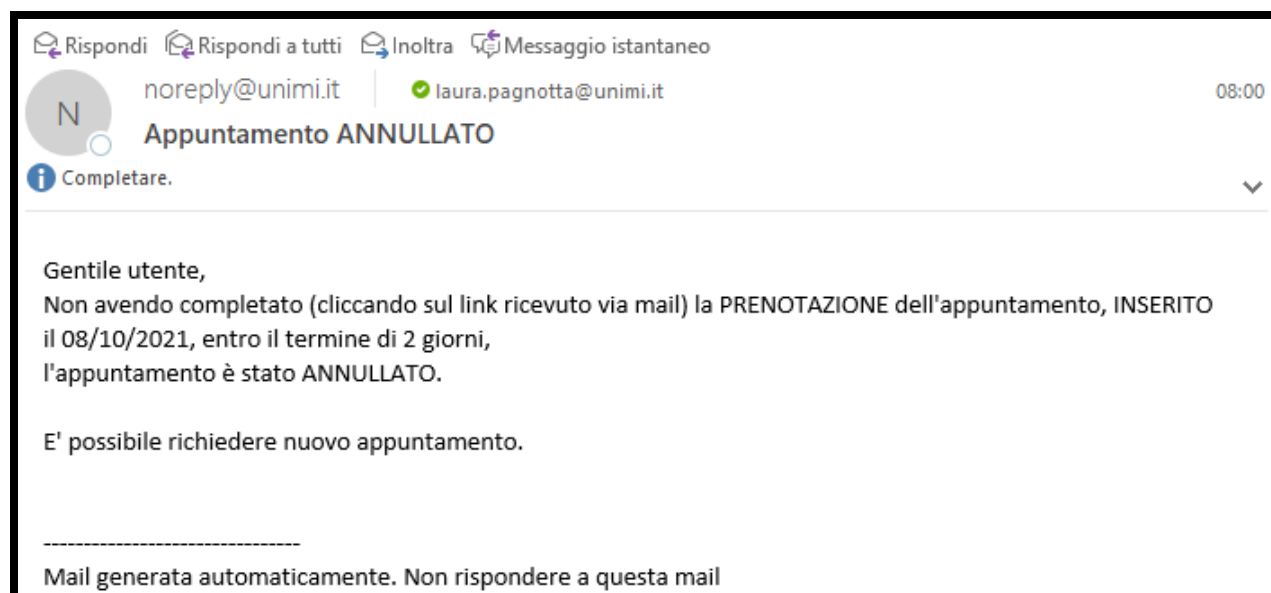 Rispondi Rispondi a tutti Inoltra Messaggio istantaneo
noreply@unimi.it laura.pagnotta@unimi.it 08:00
N
Appuntamento ANNULLATO
Completare.
Gentile utente,
Non avendo completato (cliccando sul link ricevuto via mail) la PRENOTAZIONE dell'appuntamento, INSERITO
il 08/10/2021, entro il termine di 2 giorni,
l'appuntamento è stato ANNULLATO.
E' possibile richiedere nuovo appuntamento.
--------------------------------
Mail generata automaticamente. Non rispondere a questa mail